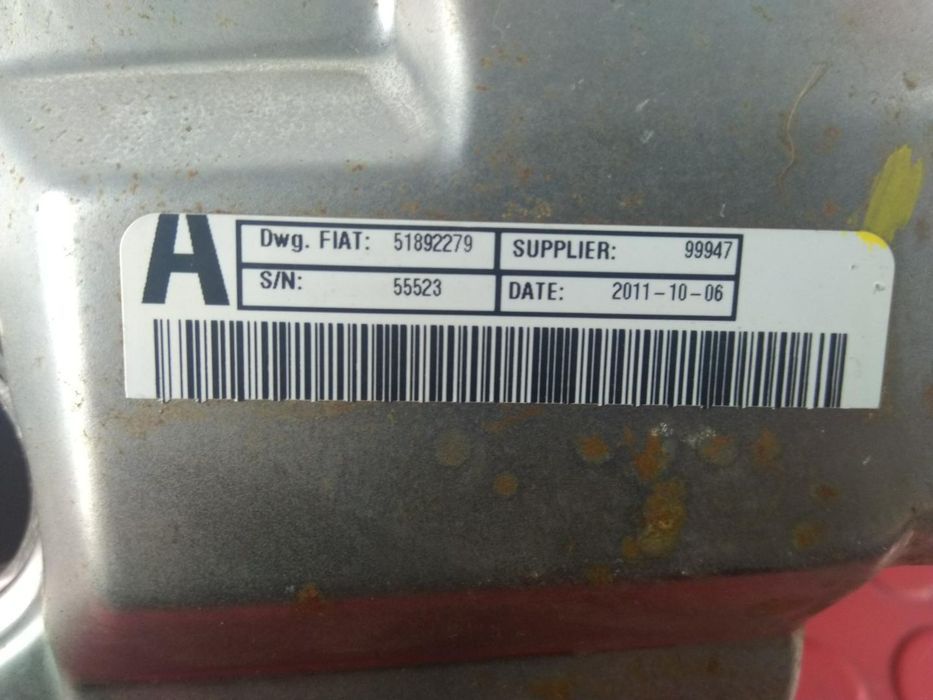 A
Dwg. FIAT: 51892279 SUPPLIER: 99947
S/N: 55523 DATE: 2011-10-06